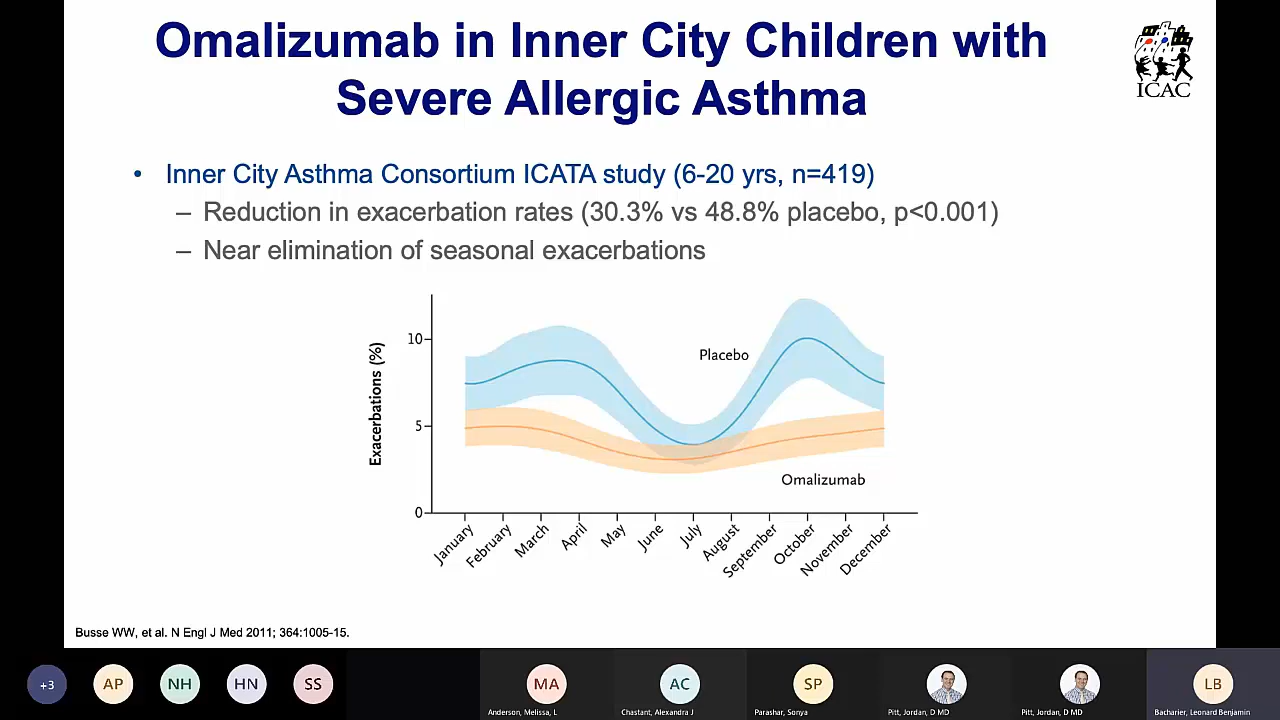 Omalizumab in Inner City Children with
Severe Allergic Asthma
ICAC
• Inner City Asthma Consortium ICATA study (6-20 yrs, n=419)
– Reduction in exacerbation rates (30.3% vs 48.8% placebo, p<0.001)
– Near elimination of seasonal exacerbations
Exacerbations (%)
10
5
0
Placebo
Omalizumab
January
February
March
April
May
June
July
August
September
October
November
December
Busse WW, et al. N Engl J Med 2011; 364:1005-15.
+3
AP
NH
HN
SS
MA
Anderson, Melissa, L
AC
Chastant, Alexandra J
SP
Parashar, Sonya
Pitt, Jordan, D MD
Pitt, Jordan, D MD
LB
Bacharier, Leonard Benjamin